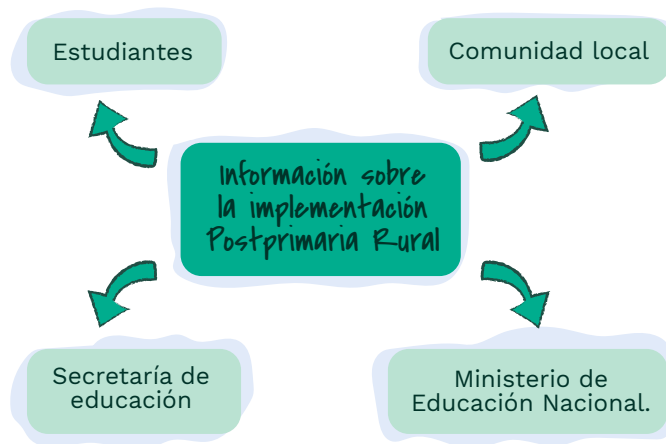 Estudiantes
Comunidad local
Información sobre
la implementación
Postprimaria Rural
Secretaría de
educación
Ministerio de
Educación Nacional.